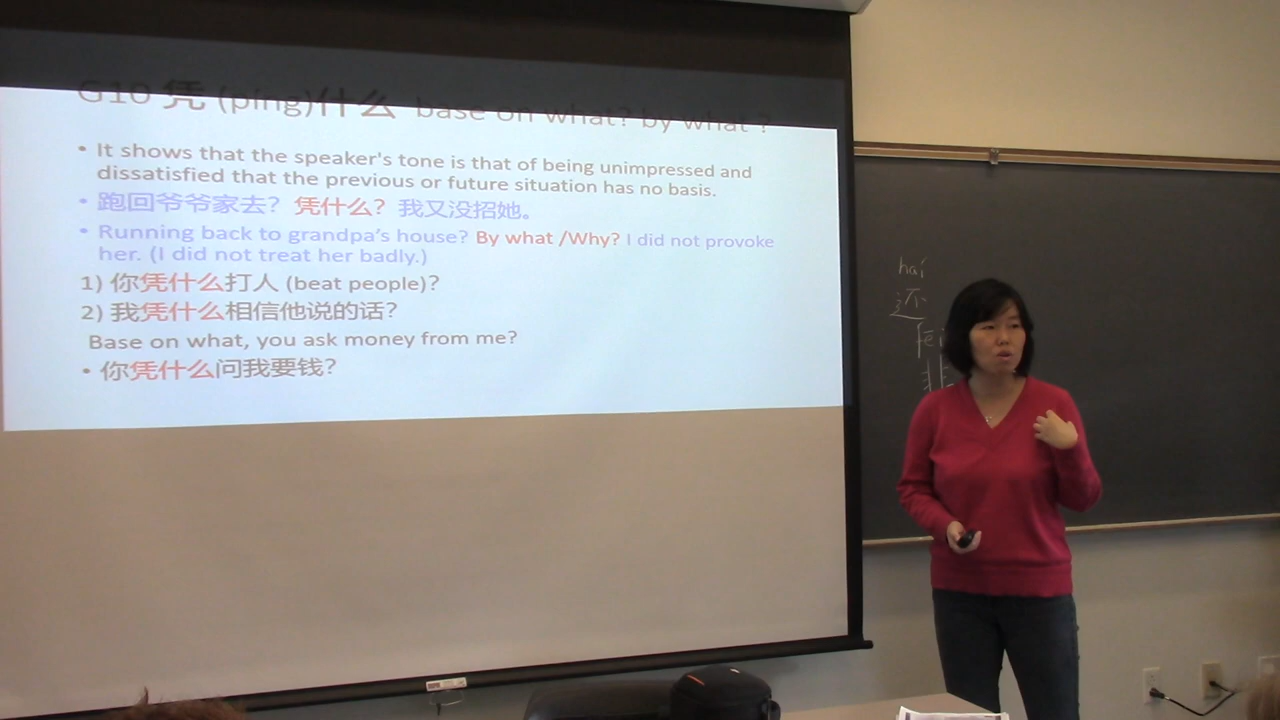 G10 凭 (píng)什么 base on what? by what ?
• It shows that the speaker's tone is that of being unimpressed and
dissatisfied that the previous or future situation has no basis.
• 跑回爷爷家去？凭什么？我又没招她。
• Running back to grandpa's house? By what /Why? I did not provoke
her. (I did not treat her badly.)
1) 你凭什么打人 (beat people)？
2) 我凭什么相信他说的话？
Base on what, you ask money from me?
• 你凭什么问我要钱？
hai
还
fēi
非